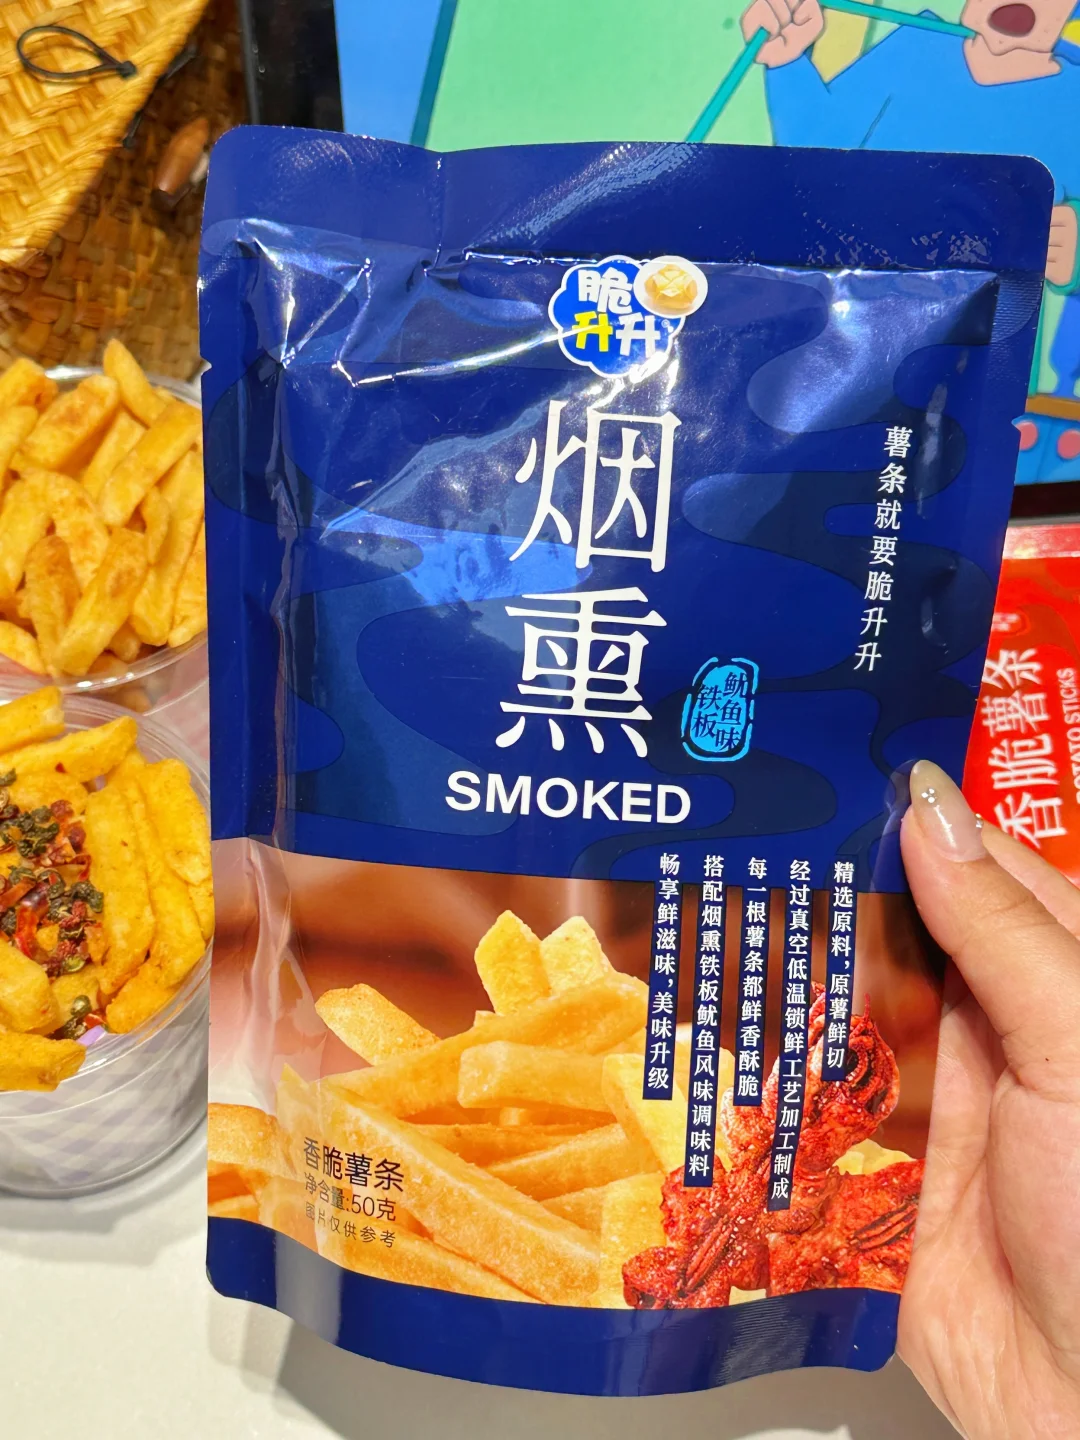 脆
升升
烟
熏
SMOKED
鱿鱼味
铁板
薯条就要脆升升
精选原料，原薯鲜切
经过真空低温锁鲜工艺加工制成
每一根薯条都鲜香酥脆
搭配烟熏铁板鱿鱼风味调味料
畅享鲜滋味，美味升级
香脆薯条
净含量:50克
图片仅供参考
香脆薯条
POTATO STICKS